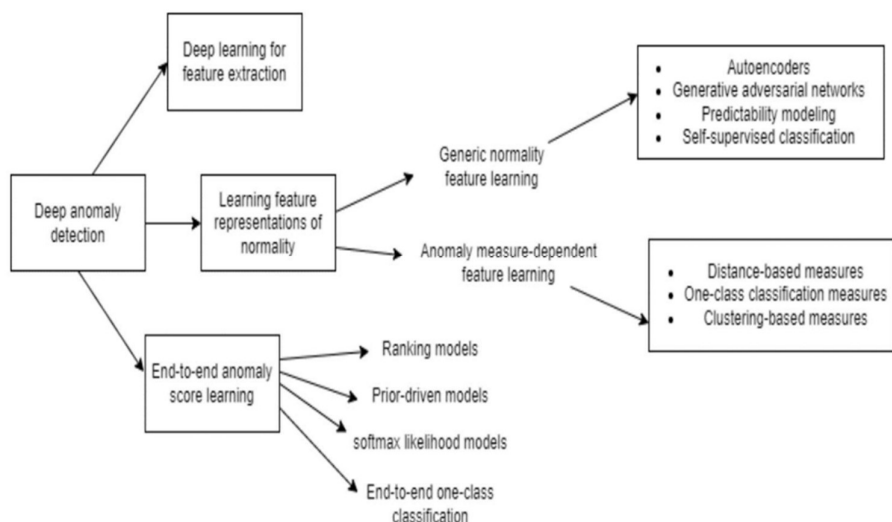 Deep learning for
feature extraction
Autoencoders
Generative adversarial networks
Predictability modeling
Self-supervised classification
Generic normality
feature learning
Deep anomaly
detection
Learning feature
representations of
normality
Anomaly measure-dependent
feature learning
Distance-based measures
One-class classification measures
Clustering-based measures
End-to-end anomaly
score learning
Ranking models
Prior-driven models
softmax likelihood models
End-to-end one-class
classification